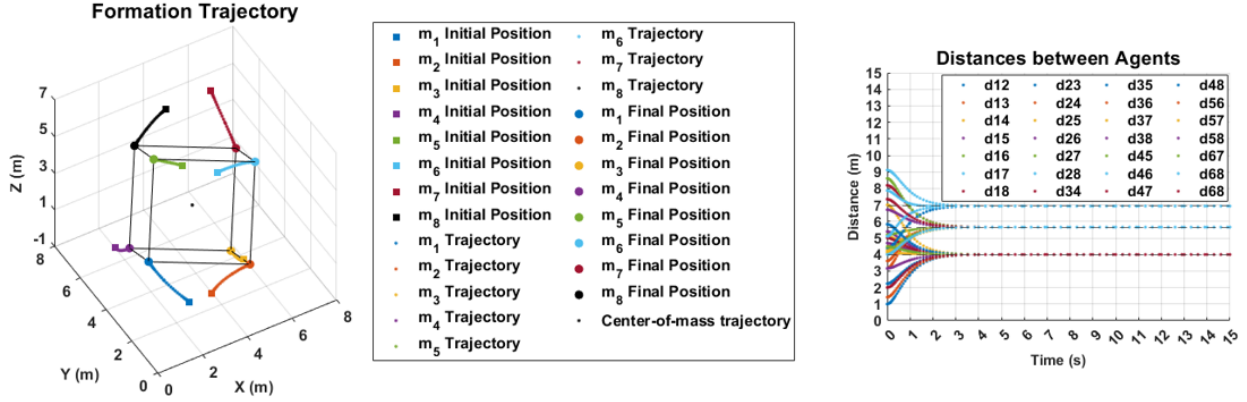 Formation Trajectory
7
5
3
1
-1
Z (m)
8
6
4
2
0
Y (m)
0
2
4
6
8
X (m)
m1 Initial Position
m2 Initial Position
m3 Initial Position
m4 Initial Position
m5 Initial Position
m6 Initial Position
m7 Initial Position
m8 Initial Position
m1 Trajectory
m2 Trajectory
m3 Trajectory
m4 Trajectory
m5 Trajectory
m6 Trajectory
m7 Trajectory
m8 Trajectory
m1 Final Position
m2 Final Position
m3 Final Position
m4 Final Position
m5 Final Position
m6 Final Position
m7 Final Position
m8 Final Position
Center-of-mass trajectory
Distances between Agents
15
14
13
12
11
10
9
8
7
6
5
4
3
2
1
0
Distance (m)
d12 d23 d35 d48
d13 d24 d36 d56
d14 d25 d37 d57
d15 d26 d38 d58
d16 d27 d45 d67
d17 d28 d46 d68
d18 d34 d47 d68
0 1 2 3 4 5 6 7 8 9 10 11 12 13 14 15
Time (s)